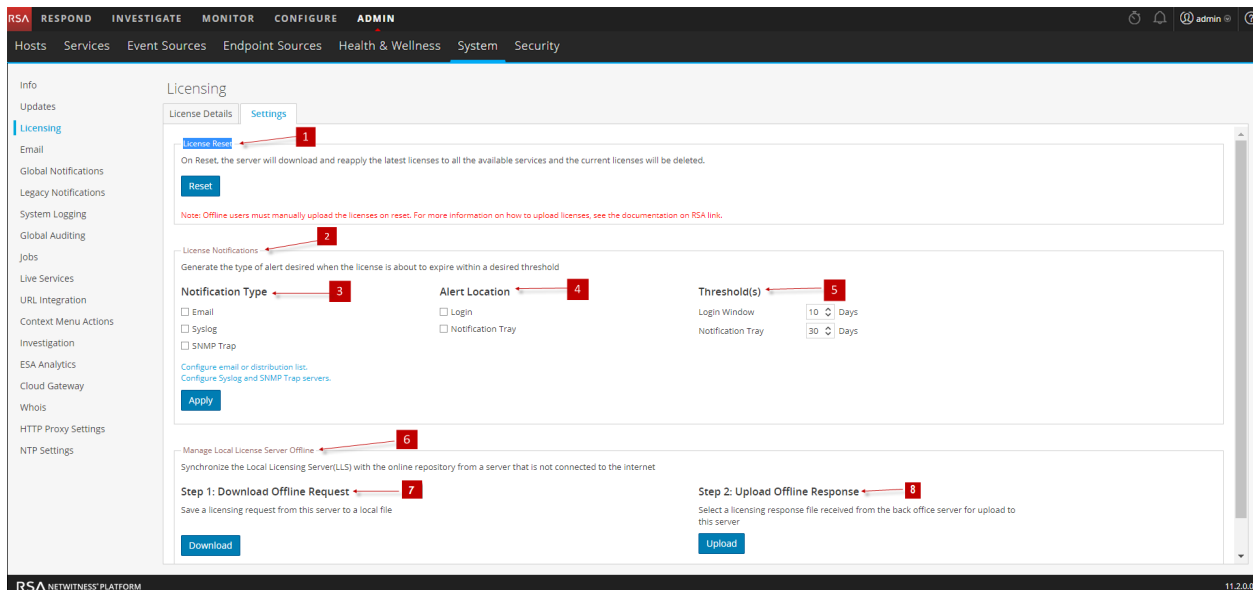 RSA RESPOND INVESTIGATE MONITOR CONFIGURE ADMIN admin
Hosts Services Event Sources Endpoint Sources Health & Wellness System Security
Info
Updates
Licensing
Email
Global Notifications
Legacy Notifications
System Logging
Global Auditing
Jobs
Live Services
URL Integration
Context Menu Actions
Investigation
ESA Analytics
Cloud Gateway
Whois
HTTP Proxy Settings
NTP Settings
Licensing
License Details Settings
License Reset 1
On Reset, the server will download and reapply the latest licenses to all the available services and the current licenses will be deleted.
Reset
Note: Offline users must manually upload the licenses on reset. For more information on how to upload licenses, see the documentation on RSA link.
License Notifications 2
Generate the type of alert desired when the license is about to expire within a desired threshold
Notification Type 3 Alert Location 4 Threshold(s) 5
Email Login Login Window 10 Days
Syslog Notification Tray Notification Tray 30 Days
SNMP Trap
Configure email or distribution list.
Configure Syslog and SNMP Trap servers.
Apply
Manage Local License Server Offline 6
Synchronize the Local Licensing Server(LLS) with the online repository from a server that is not connected to the internet
Step 1: Download Offline Request 7 Step 2: Upload Offline Response 8
Save a licensing request from this server to a local file Select a licensing response file received from the back office server for upload to
this server
Download Upload
RSA NETWITNESS® PLATFORM 11.2.0.0